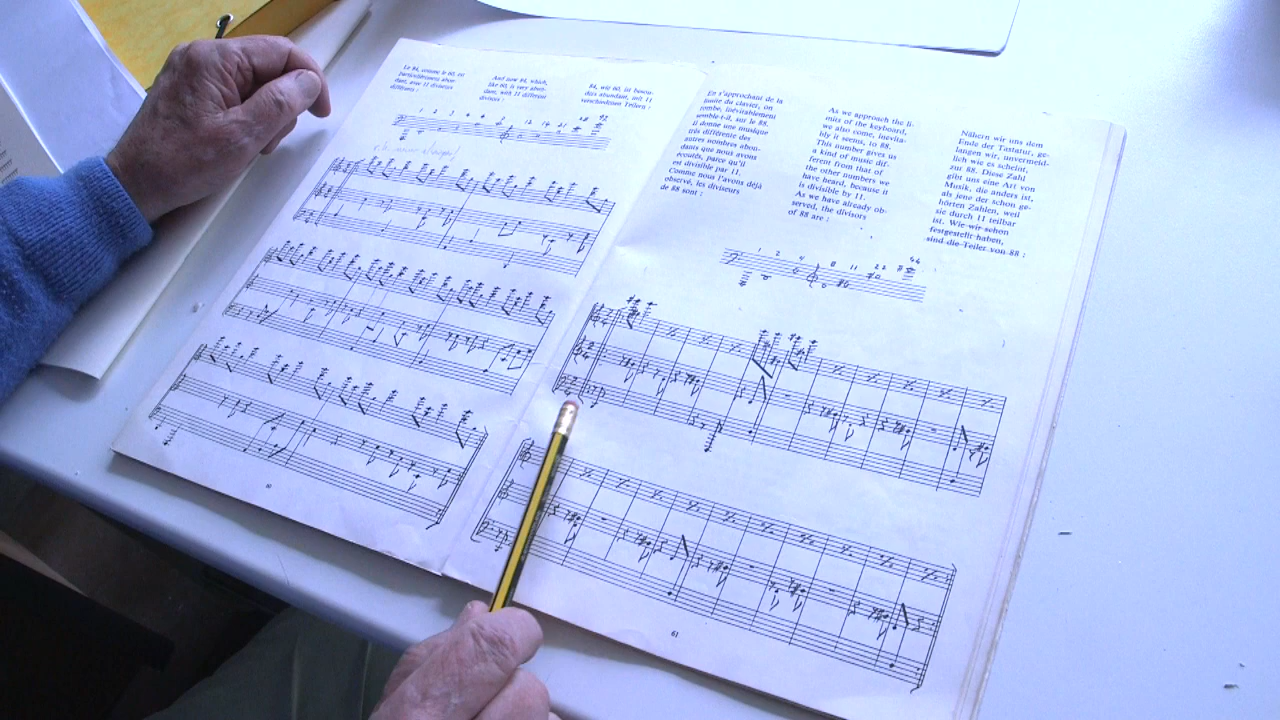 Le 84, comme le 60, est
particulièrement abon-
dant, avec 11 diviseurs
différents :
And now 84, which,
like 60, is very abun-
dant, with 11 different
divisors :
84, wie 60, ist beson-
ders abundant, mit 11
verschiedenen Teilern :
60
En s'approchant de la
limite du clavier, on
tombe, inévitablement
semble-t-il, sur le 88.
Il donne une musique
très différente des
autres nombres abon-
dants que nous avons
écoutés, parce qu'il
est divisible par 11.
Comme nous l'avons déjà
observé, les diviseurs
de 88 sont :
As we approach the li-
mits of the keyboard,
we also come, inevita-
bly it seems, to 88.
This number gives us
a kind of music dif-
ferent from that of
the other numbers we
have heard, because it
is divisible by 11.
As we have already ob-
served, the divisors
of 88 are :
Nähern wir uns dem
Ende der Tastatur, ge-
langen wir, unvermeid-
lich wie es scheint,
zur 88. Diese Zahl
gibt uns eine Art von
Musik, die anders ist,
als jene der schon ge-
hörten Zahlen, weil
sie durch 11 teilbar
ist. Wie wir schon
festgestellt haben,
sind die Teiler von 88 :
1 2 4 8 11 22 44
61